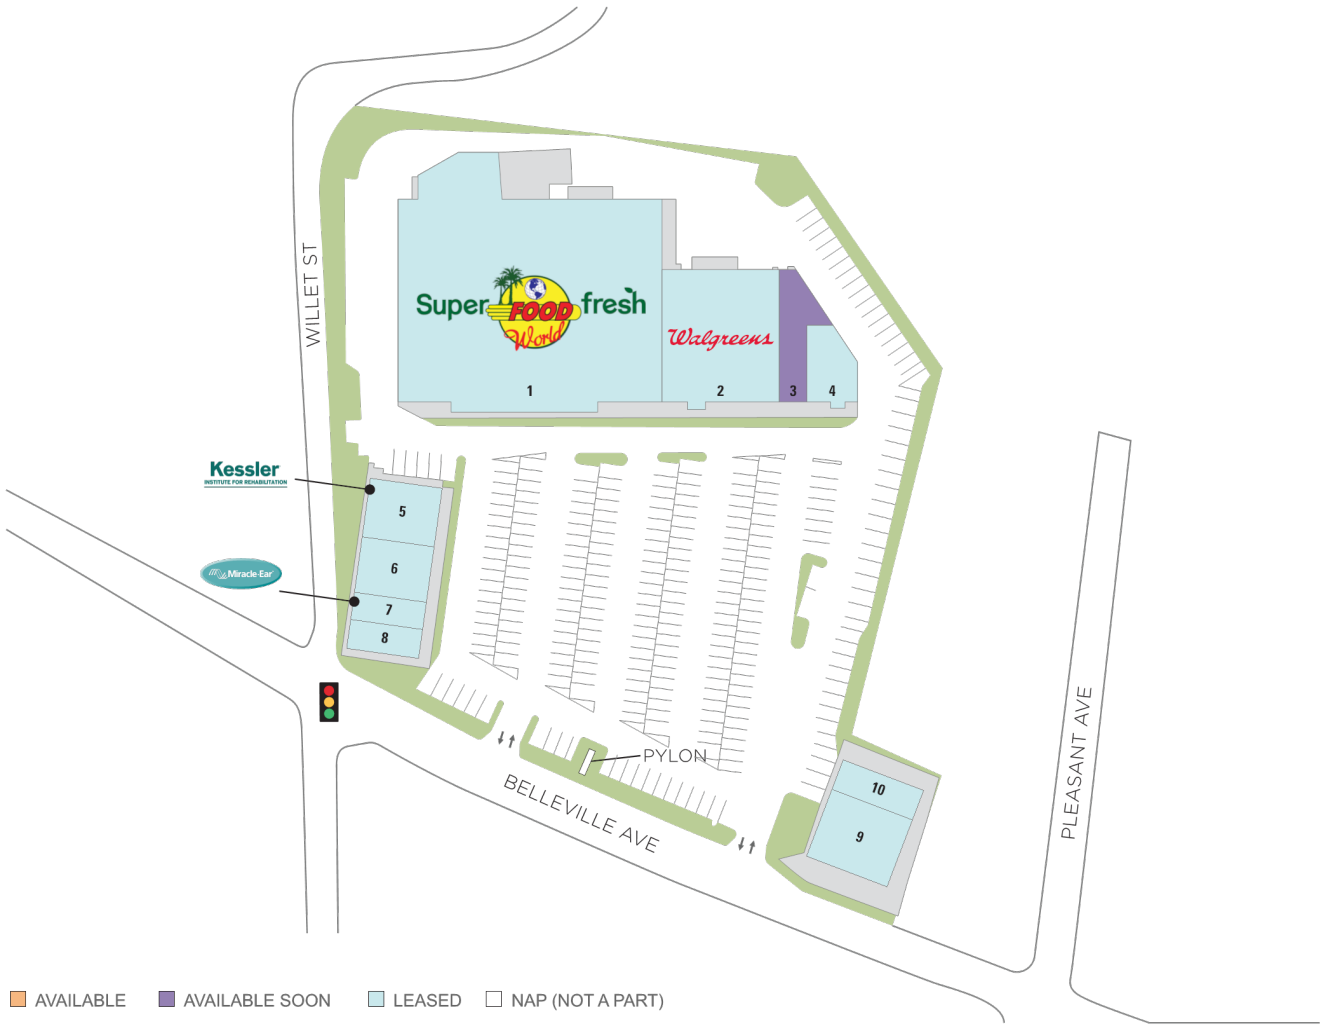 WILLET ST
Super
FOOD
World
fresh
Walgreens
1
2
3
4
Kessler
INSTITUTE FOR REHABILITATION
5
Miracle-Ear
6
7
8
PYLON
BELLEVILLE AVE
PLEASANT AVE
10
9
AVAILABLE
AVAILABLE SOON
LEASED
NAP (NOT A PART)